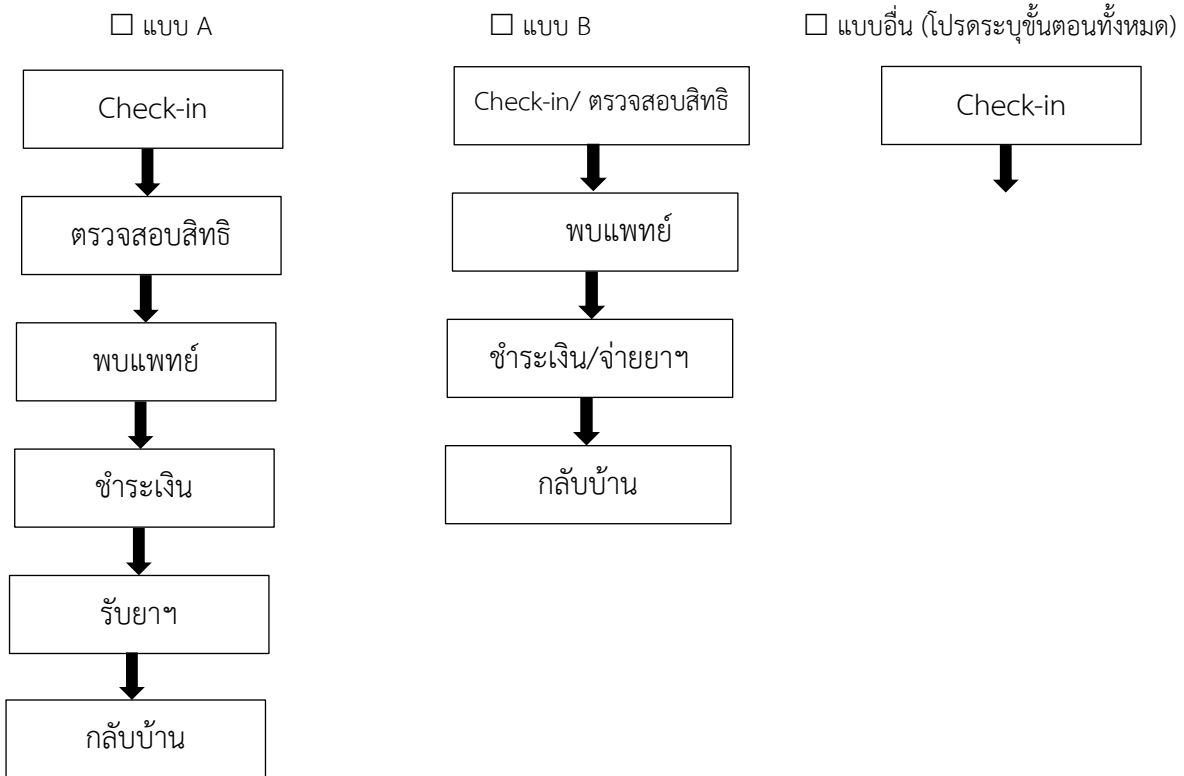 ☐ แบบ A
Check-in
ตรวจสอบสิทธิ
พบแพทย์
ชำระเงิน
รับยาฯ
กลับบ้าน
☐ แบบ B
Check-in/ ตรวจสอบสิทธิ
พบแพทย์
ชำระเงิน/จ่ายยาฯ
กลับบ้าน
☐ แบบอื่น (โปรดระบุขั้นตอนทั้งหมด)
Check-in